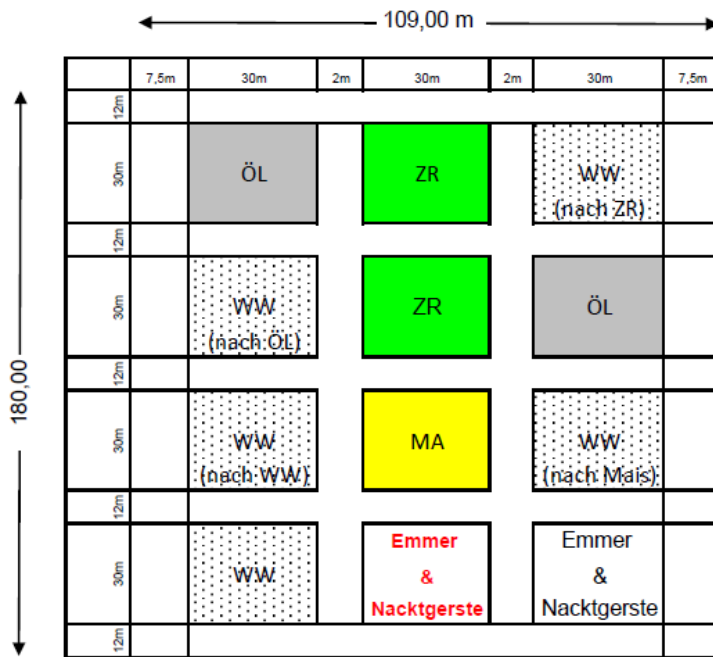 109,00 m
7,5m 30m 2m 30m 2m 30m 7,5m
12m
30m
ÖL
ZR
WW
(nach ZR)
12m
30m
WW
(nach ÖL)
ZR
ÖL
180,00
12m
30m
WW
(nach WW)
MA
WW
(nach Mais)
12m
30m
WW
Emmer
&
Nacktgerste
Emmer
&
Nacktgerste
12m